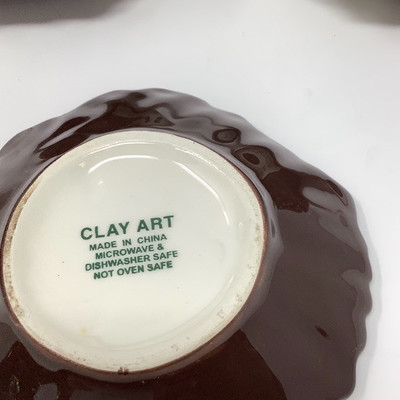 CLAY ART
MADE IN CHINA
MICROWAVE &
DISHWASHER SAFE
NOT OVEN SAFE